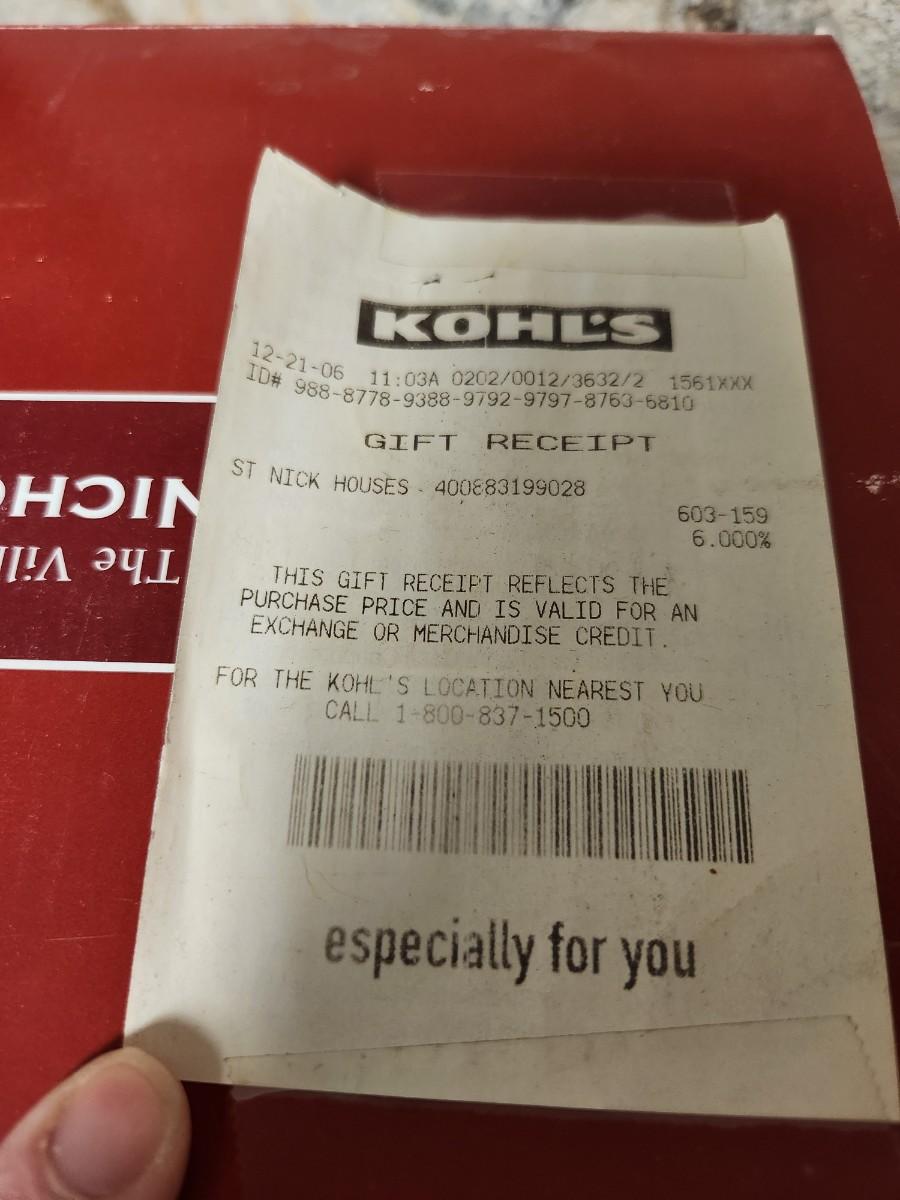 KOHL'S
12-21-06 11:03A 0202/0012/3632/2 1561XXX
ID# 988-8778-9388-9792-9797-8763-6810
GIFT RECEIPT
ST NICK HOUSES 400883199028
603-159
6.000%
THIS GIFT RECEIPT REFLECTS THE
PURCHASE PRICE AND IS VALID FOR AN
EXCHANGE OR MERCHANDISE CREDIT.
FOR THE KOHL'S LOCATION NEAREST YOU
CALL 1-800-837-1500
especially for you
The